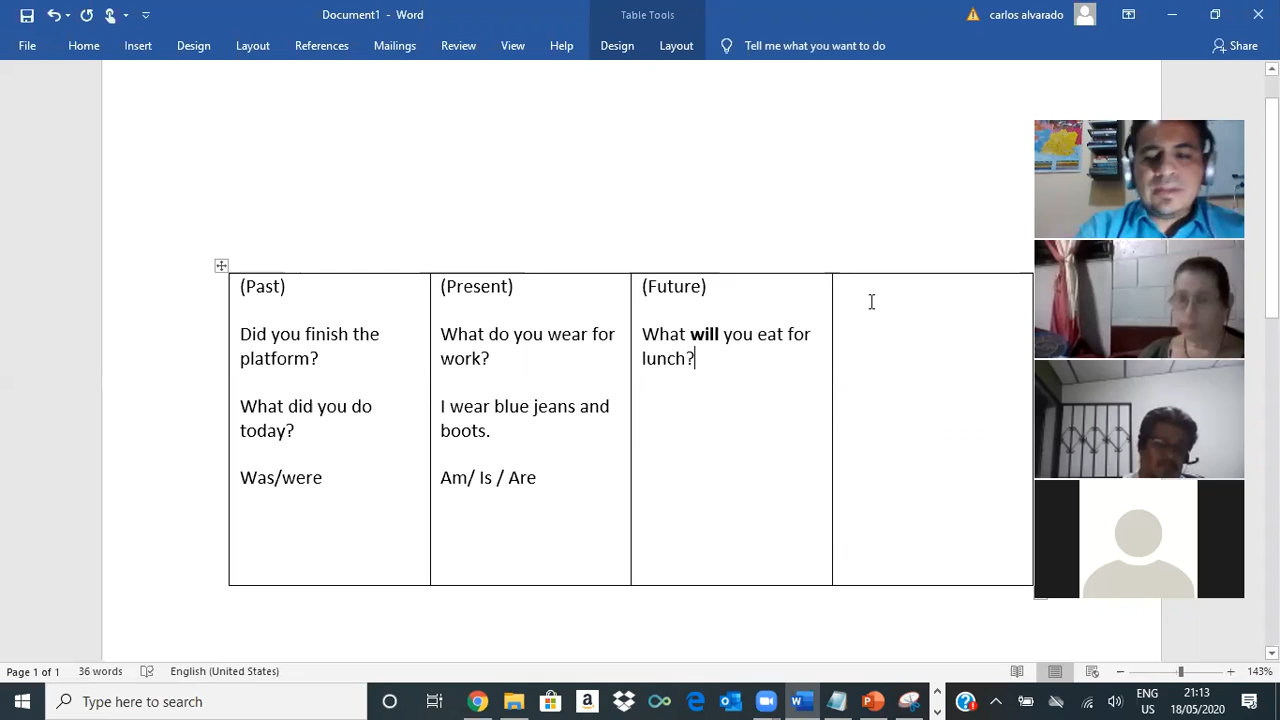 Document1 - Word
Table Tools
carlos alvarado
File
Home
Insert
Design
Layout
References
Mailings
Review
View
Help
Design
Layout
Tell me what you want to do
Share
(Past)
Did you finish the
platform?
What did you do
today?
Was/were
(Present)
What do you wear for
work?
I wear blue jeans and
boots.
Am/ Is / Are
(Future)
What will you eat for
lunch?
Page 1 of 1
36 words
English (United States)
143%
Type here to search
ENG
ES
21:13
18/05/2020